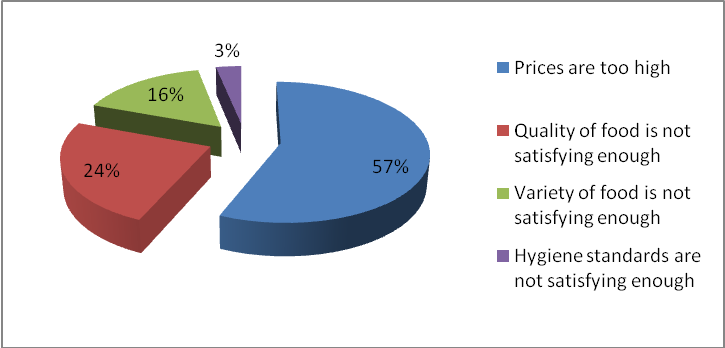 3%
16%
24%
57%
Prices are too high
Quality of food is not
satisfying enough
Variety of food is not
satisfying enough
Hygiene standards are
not satisfying enough